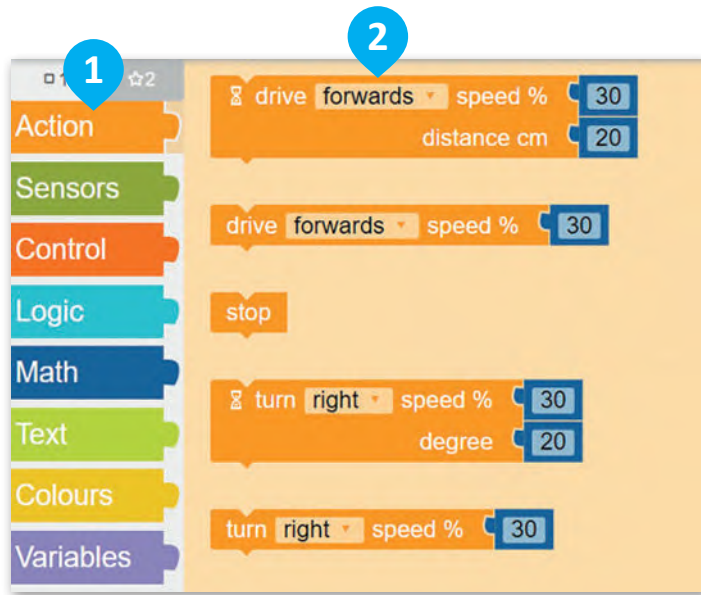 1
2
☆2
Action
Sensors
Control
Logic
Math
Text
Colours
Variables
drive forwards speed % 30
distance cm 20
drive forwards speed % 30
stop
turn right speed % 30
degree 20
turn right speed % 30